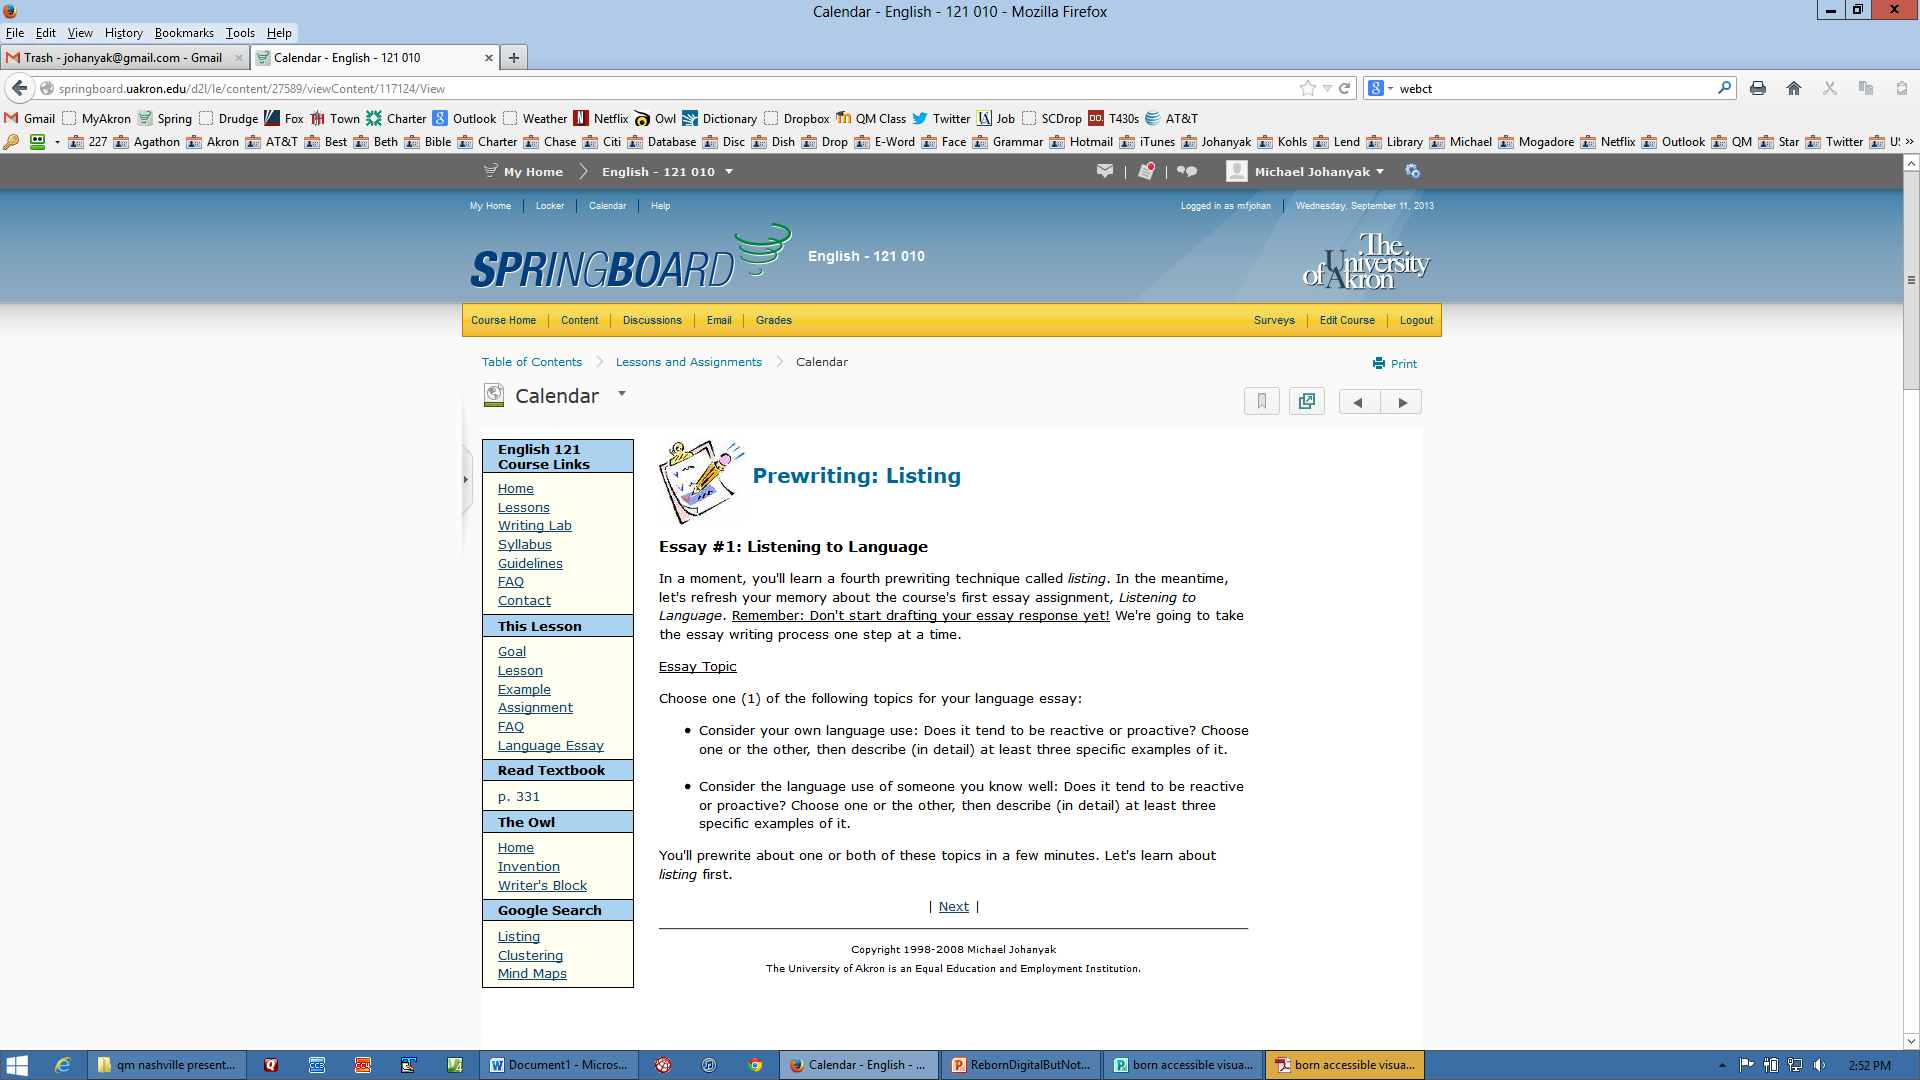 Calendar - English - 121 010 - Mozilla Firefox
File Edit View History Bookmarks Tools Help
Trash - johanyak@gmail.com - Gmail × Calendar - English - 121 010 × +
springboard.uakron.edu/d2l/le/content/27589/viewContent/117124/View webct
Gmail MyAkron Spring Drudge Fox Town Charter Outlook Weather Netflix Owl Dictionary Dropbox QM Class Twitter Job SCDrop T430s AT&T
227 Agathon Akron AT&T Best Beth Bible Charter Chase Citi Database Disc Dish Drop E-Word Face Grammar Hotmail iTunes Johanyak Kohls Lend Library Michael Mogadore Netflix Outlook QM Star Twitter »
My Home English - 121 010 Michael Johanyak
My Home Locker Calendar Help Logged in as mfjohan Wednesday, September 11, 2013
SPRINGBOARD English - 121 010 The University of Akron
Course Home Content Discussions Email Grades Surveys Edit Course Logout
Table of Contents Lessons and Assignments Calendar Print
Calendar
English 121
Course Links
Home
Lessons
Writing Lab
Syllabus
Guidelines
FAQ
Contact
This Lesson
Goal
Lesson
Example
Assignment
FAQ
Language Essay
Read Textbook
p. 331
The Owl
Home
Invention
Writer's Block
Google Search
Listing
Clustering
Mind Maps
Prewriting: Listing
Essay #1: Listening to Language
In a moment, you'll learn a fourth prewriting technique called listing. In the meantime,
let's refresh your memory about the course's first essay assignment, Listening to
Language. Remember: Don't start drafting your essay response yet! We're going to take
the essay writing process one step at a time.
Essay Topic
Choose one (1) of the following topics for your language essay:
• Consider your own language use: Does it tend to be reactive or proactive? Choose
one or the other, then describe (in detail) at least three specific examples of it.
• Consider the language use of someone you know well: Does it tend to be reactive
or proactive? Choose one or the other, then describe (in detail) at least three
specific examples of it.
You'll prewrite about one or both of these topics in a few minutes. Let's learn about
listing first.
| Next |
Copyright 1998-2008 Michael Johanyak
The University of Akron is an Equal Education and Employment Institution.
qm nashville present... Document1 - Micros... Calendar - English - ... RebornDigitalButNot... born accessible visua... born accessible visua... 2:52 PM